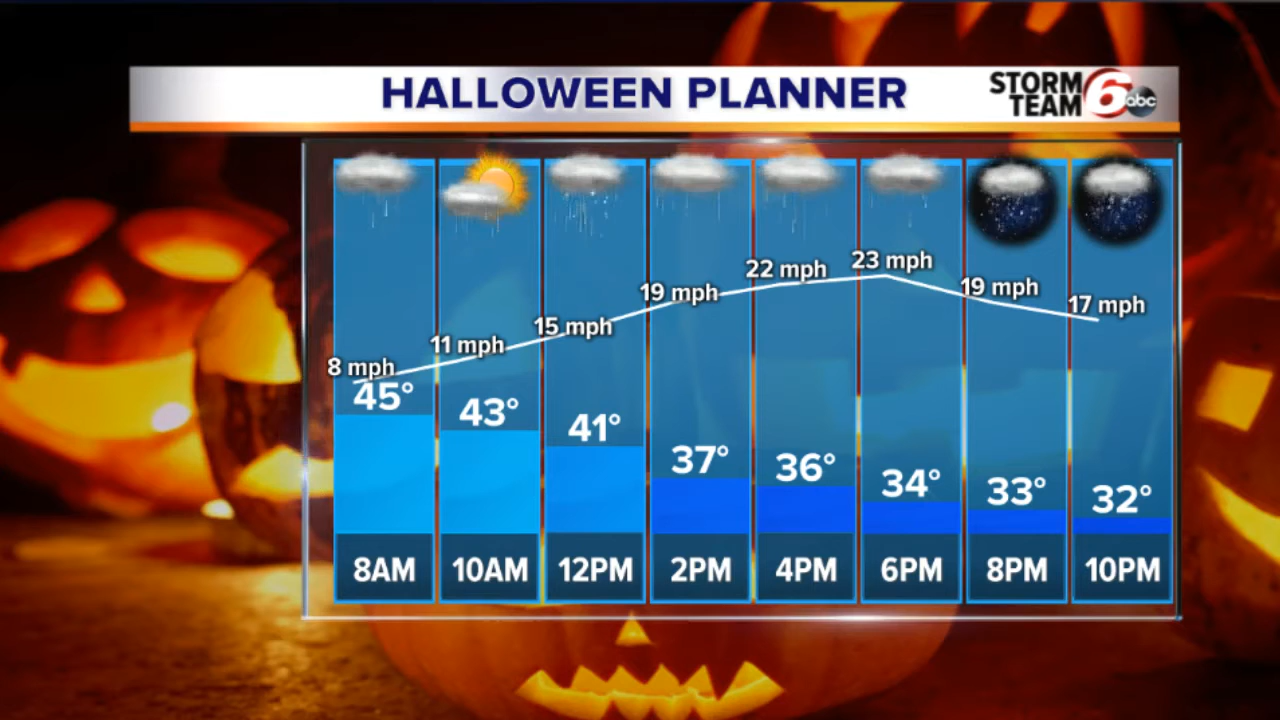 HALLOWEEN PLANNER
STORM
TEAM
6
abc
8 mph
11 mph
15 mph
19 mph
22 mph
23 mph
19 mph
17 mph
45°
43°
41°
37°
36°
34°
33°
32°
8AM
10AM
12PM
2PM
4PM
6PM
8PM
10PM